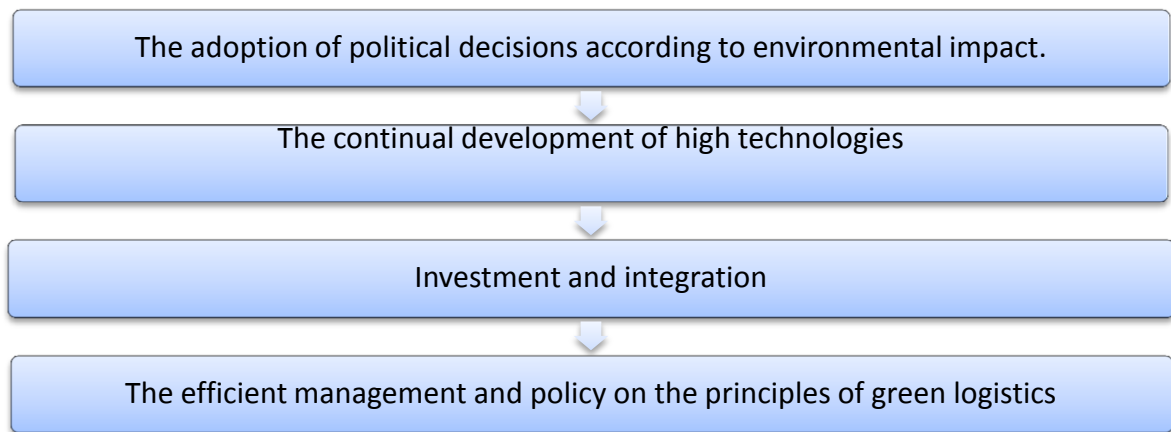 The adoption of political decisions according to environmental impact.
The continual development of high technologies
Investment and integration
The efficient management and policy on the principles of green logistics